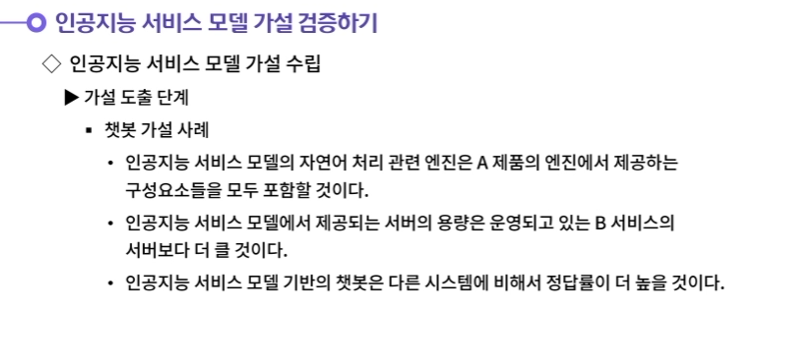 인공지능 서비스 모델 가설 검증하기
◇ 인공지능 서비스 모델 가설 수립
▶ 가설 도출 단계
▪ 챗봇 가설 사례
• 인공지능 서비스 모델의 자연어 처리 관련 엔진은 A 제품의 엔진에서 제공하는
구성요소들을 모두 포함할 것이다.
• 인공지능 서비스 모델에서 제공되는 서버의 용량은 운영되고 있는 B 서비스의
서버보다 더 클 것이다.
• 인공지능 서비스 모델 기반의 챗봇은 다른 시스템에 비해서 정답률이 더 높을 것이다.